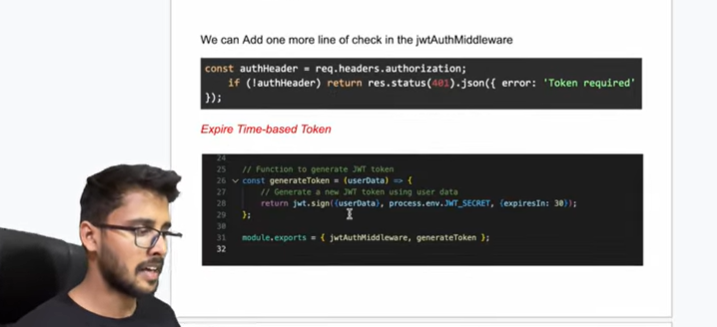 We can Add one more line of check in the jwtAuthMiddleware
const authHeader = req.headers.authorization;
if (!authHeader) return res.status(401).json({ error: 'Token required'
});
Expire Time-based Token
24
25 // Function to generate JWT token
26 const generateToken = (userData) => {
27 // Generate a new JWT token using user data
28 return jwt.sign({userData}, process.env.JWT_SECRET, {expiresIn: 30});
29 };
30
31 module.exports = { jwtAuthMiddleware, generateToken };
32